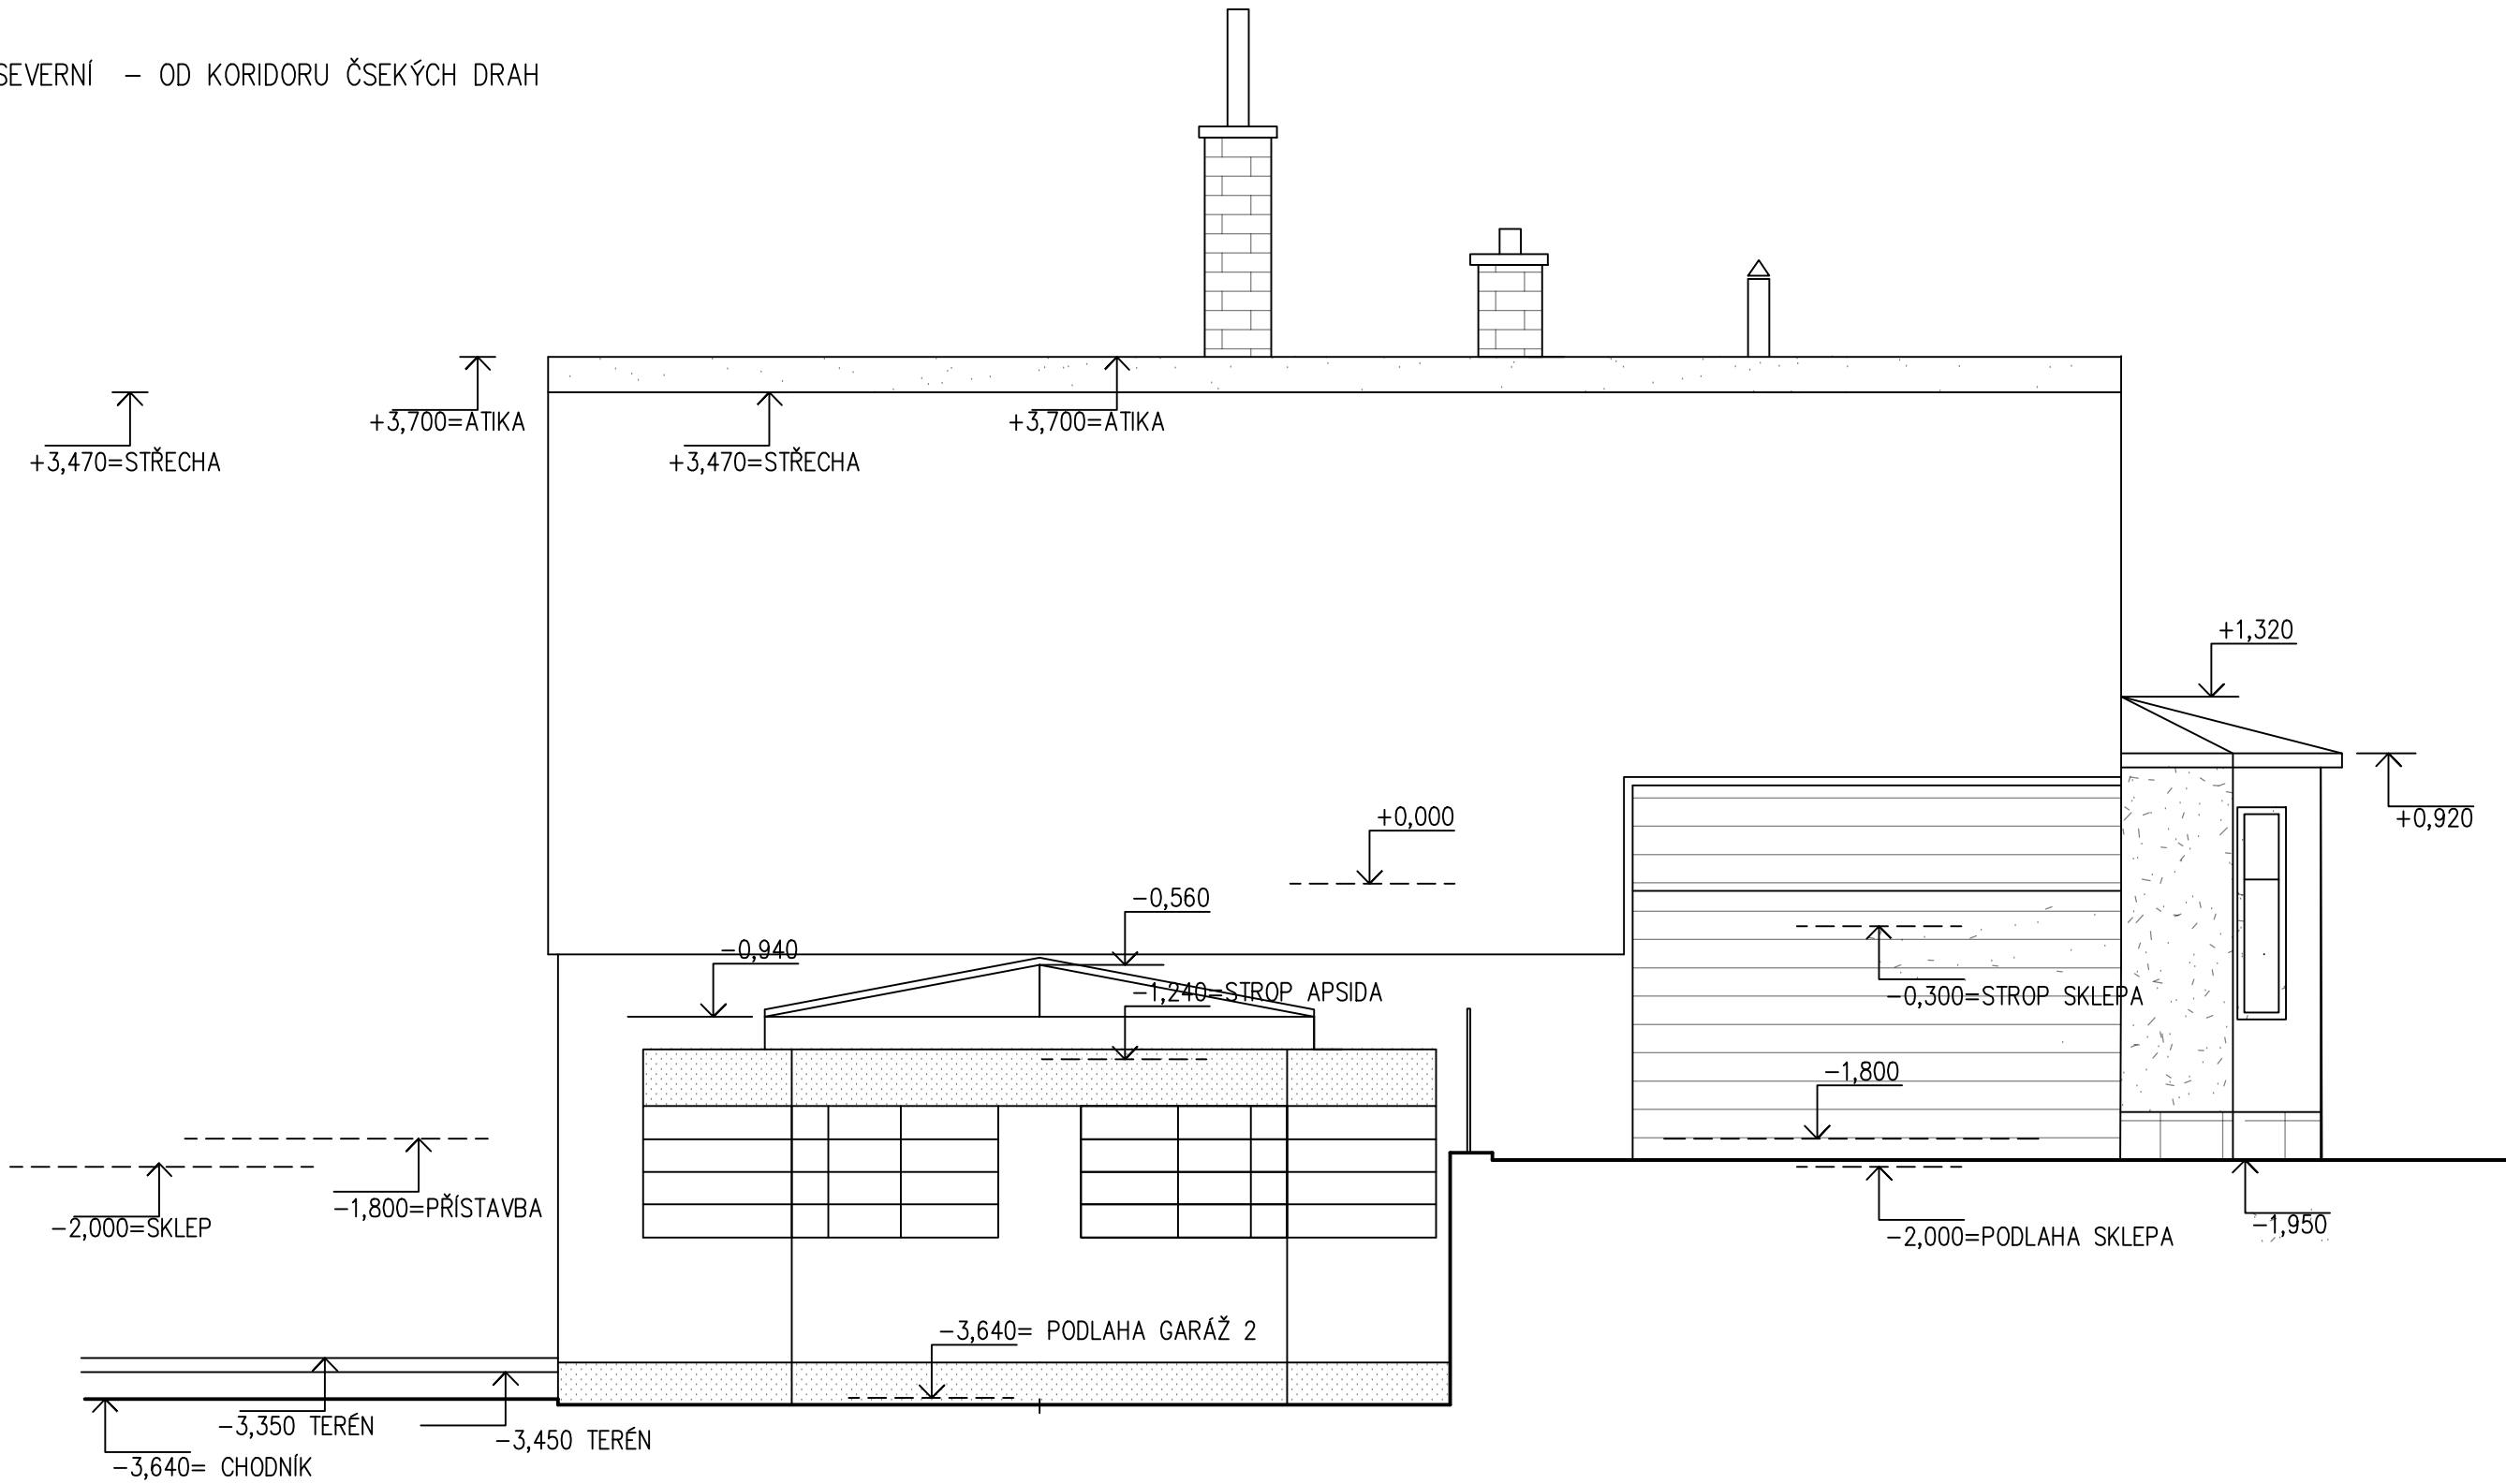 SEVERNÍ - OD KORIDORU ČSEKÝCH DRAH
+3,700=ATIKA
+3,700=ATIKA
+3,470=STŘECHA
+3,470=STŘECHA
+1,320
+0,000
+0,920
-0,560
-0,940
-1,240=STROP APSIDA
-0,300=STROP SKLEPA
-1,800
-1,800=PŘÍSTAVBA
-2,000=SKLEP
-1,950
-2,000=PODLAHA SKLEPA
-3,640= PODLAHA GARÁŽ 2
-3,350 TERÉN
-3,450 TERÉN
-3,640= CHODNÍK